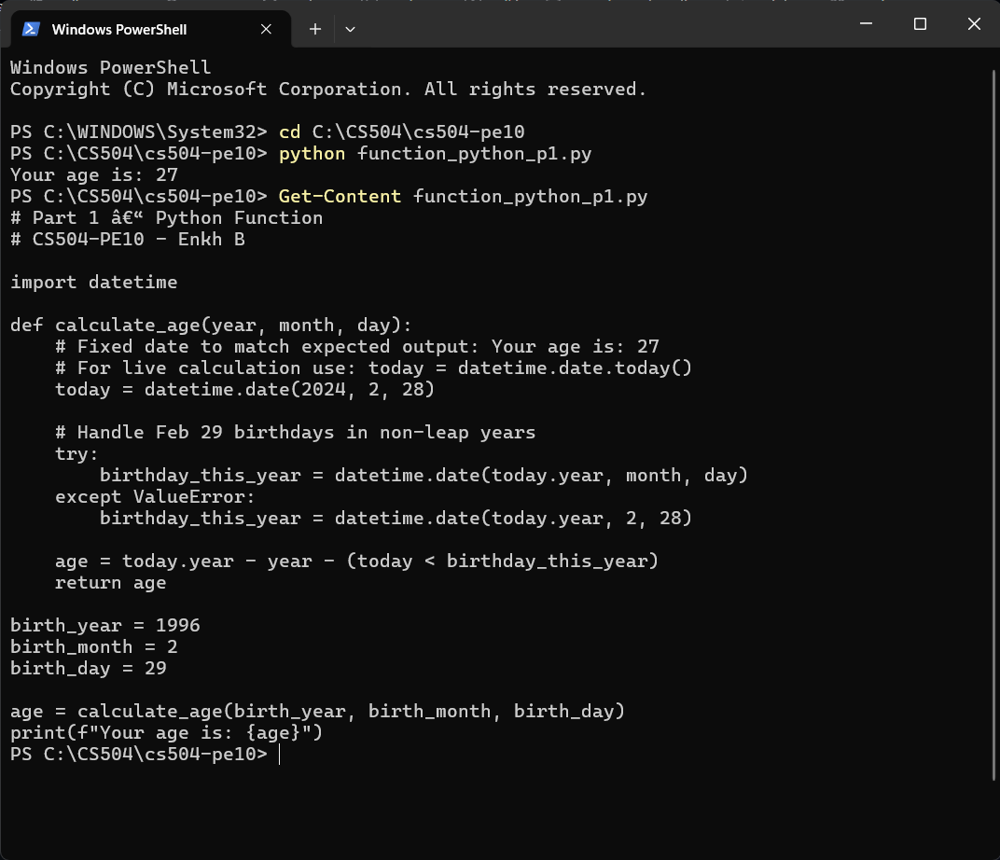 Windows PowerShell
Windows PowerShell
Copyright (C) Microsoft Corporation. All rights reserved.
PS C:\WINDOWS\System32> cd C:\CS504\cs504-pe10
PS C:\CS504\cs504-pe10> python function_python_p1.py
Your age is: 27
PS C:\CS504\cs504-pe10> Get-Content function_python_p1.py
# Part 1 â€“ Python Function
# CS504-PE10 - Enkh B
import datetime
def calculate_age(year, month, day):
    # Fixed date to match expected output: Your age is: 27
    # For live calculation use: today = datetime.date.today()
    today = datetime.date(2024, 2, 28)
    # Handle Feb 29 birthdays in non-leap years
    try:
        birthday_this_year = datetime.date(today.year, month, day)
    except ValueError:
        birthday_this_year = datetime.date(today.year, 2, 28)
    age = today.year - year - (today < birthday_this_year)
    return age
birth_year = 1996
birth_month = 2
birth_day = 29
age = calculate_age(birth_year, birth_month, birth_day)
print(f"Your age is: {age}")
PS C:\CS504\cs504-pe10>